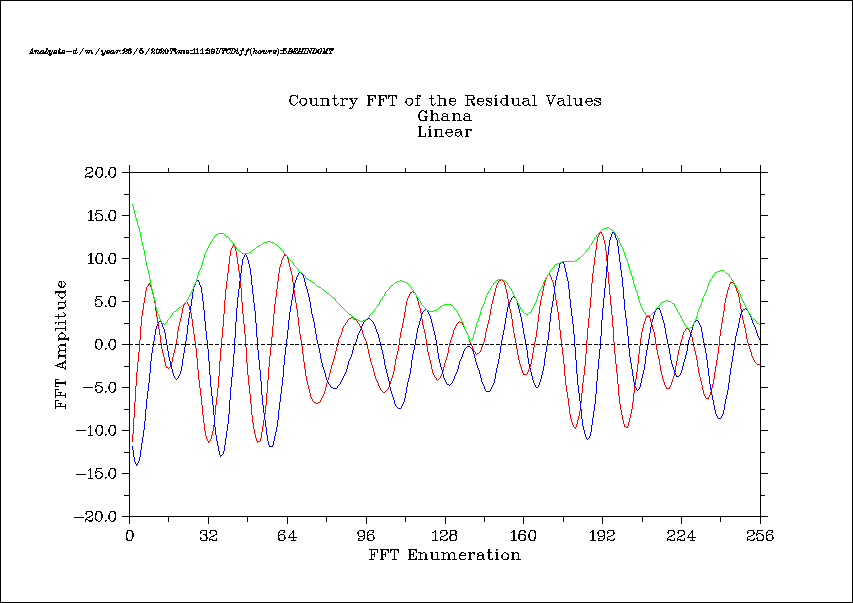 Country FFT of the Residual Values
Ghana
Linear
20.0
15.0
10.0
5.0
0.0
-5.0
-10.0
-15.0
-20.0
FFT Amplitude
0 32 64 96 128 160 192 224 256
FFT Enumeration